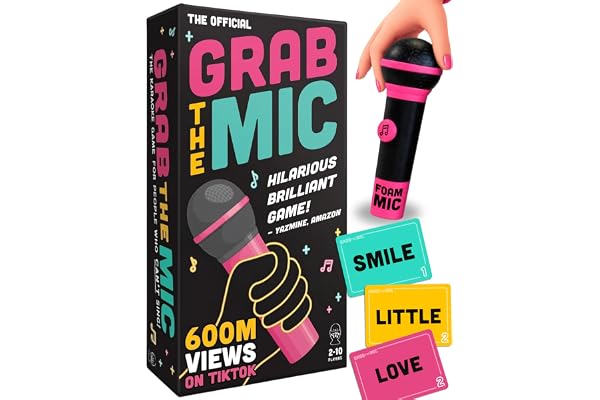 THE OFFICIAL
GRAB
THE
MIC
HILARIOUS
BRILLIANT
GAME!
- YAZMINE, AMAZON
600M
VIEWS
ON TIKTOK
2-10
PLAYERS
GRAB THE MIC
THE KARAOKE GAME FOR PEOPLE WHO CAN'T SING!
FOAM
MIC
SMILE
1
LITTLE
2
LOVE
2